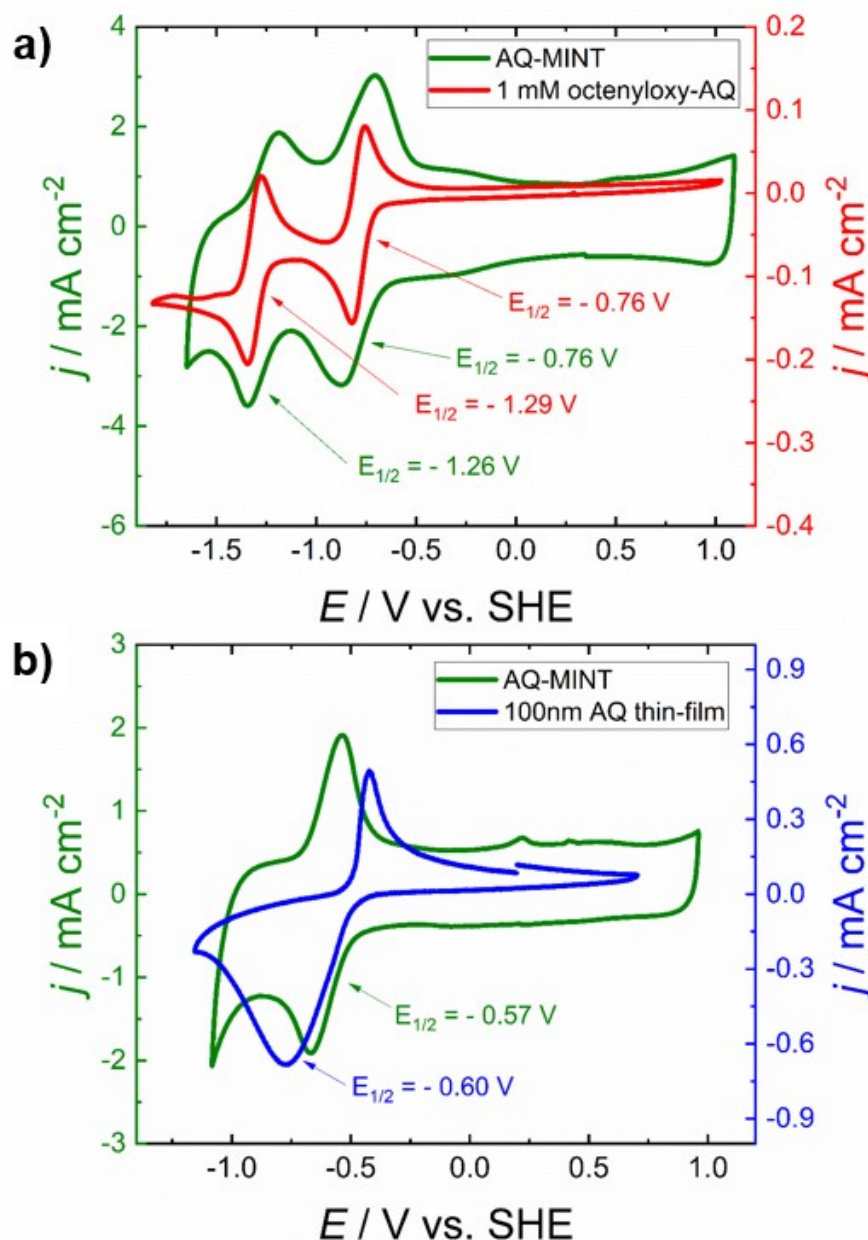 a)
AQ-MINT
1 mM octenyloxy-AQ
4
2
0
-2
-4
-6
j / mA cm-2
0.2
0.1
0.0
-0.1
-0.2
-0.3
-0.4
j / mA cm-2
E1/2 = - 0.76 V
E1/2 = - 0.76 V
E1/2 = - 1.29 V
E1/2 = - 1.26 V
-1.5 -1.0 -0.5 0.0 0.5 1.0
E / V vs. SHE
b)
AQ-MINT
100nm AQ thin-film
3
2
1
0
-1
-2
-3
j / mA cm-2
0.9
0.6
0.3
0.0
-0.3
-0.6
-0.9
j / mA cm-2
E1/2 = - 0.57 V
E1/2 = - 0.60 V
-1.0 -0.5 0.0 0.5 1.0
E / V vs. SHE